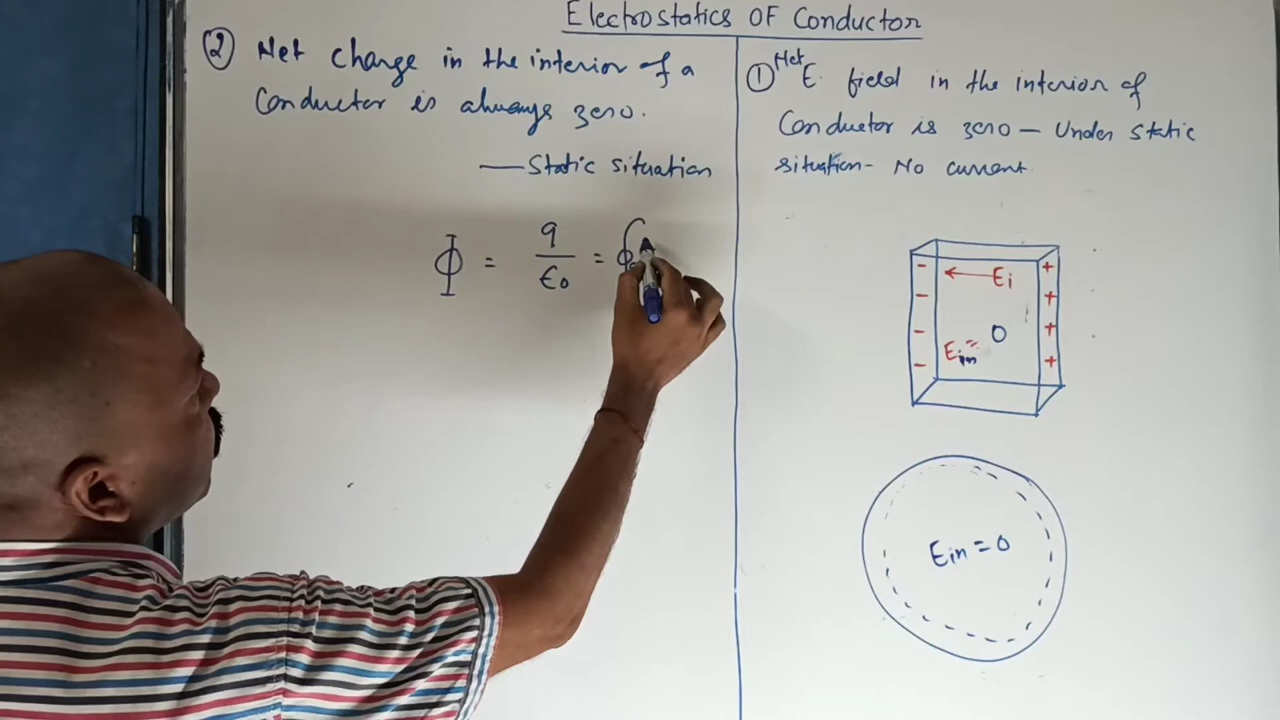 Electrostatics OF Conductor
② Net change in the interior of a
Conductor is always zero.
— Static situation
Φ = q/ϵ0 = ∮
① Net E field in the interior of
Conductor is zero — Under static
situation - No current.
- ← Ei +
- +
- Ein = 0 +
- +
Ein = 0